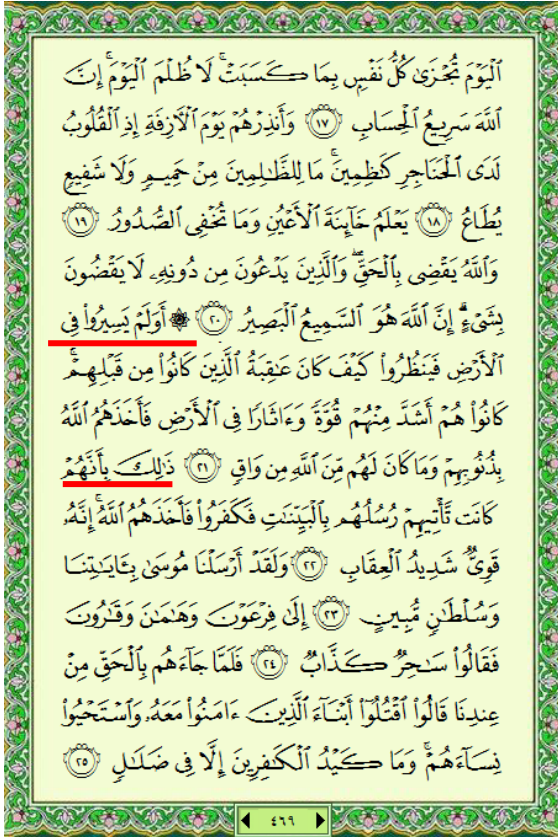 ٱلْيَوْمَ تُجْزَىٰ كُلُّ نَفْسٍۭ بِمَا كَسَبَتْ ۚ لَا ظُلْمَ ٱلْيَوْمَ ۚ إِنَّ
ٱللَّهَ سَرِيعُ ٱلْحِسَابِ ﴿١٧﴾ وَأَنذِرْهُمْ يَوْمَ ٱلْـَٔازِفَةِ إِذِ ٱلْقُلُوبُ
لَدَى ٱلْحَنَاجِرِ كَـٰظِمِينَ ۚ مَا لِلظَّـٰلِمِينَ مِنْ حَمِيمٍ وَلَا شَفِيعٍ
يُطَاعُ ﴿١٨﴾ يَعْلَمُ خَآئِنَةَ ٱلْأَعْيُنِ وَمَا تُخْفِى ٱلصُّدُورُ ﴿١٩﴾
وَٱللَّهُ يَقْضِى بِٱلْحَقِّ ۖ وَٱلَّذِينَ يَدْعُونَ مِن دُونِهِۦ لَا يَقْضُونَ
بِشَىْءٍ ۗ إِنَّ ٱللَّهَ هُوَ ٱلسَّمِيعُ ٱلْبَصِيرُ ﴿٢٠﴾ ۞ أَوَلَمْ يَسِيرُوا۟ فِى
ٱلْأَرْضِ فَيَنظُرُوا۟ كَيْفَ كَانَ عَـٰقِبَةُ ٱلَّذِينَ كَانُوا۟ مِن قَبْلِهِمْ ۚ
كَانُوا۟ هُمْ أَشَدَّ مِنْهُمْ قُوَّةً وَءَاثَارًا فِى ٱلْأَرْضِ فَأَخَذَهُمُ ٱللَّهُ
بِذُنُوبِهِمْ وَمَا كَانَ لَهُم مِّنَ ٱللَّهِ مِن وَاقٍ ﴿٢١﴾ ذَٰلِكَ بِأَنَّهُمْ
كَانَت تَّأْتِيهِمْ رُسُلُهُم بِٱلْبَيِّنَـٰتِ فَكَفَرُوا۟ فَأَخَذَهُمُ ٱللَّهُ ۚ إِنَّهُۥ
قَوِىٌّ شَدِيدُ ٱلْعِقَابِ ﴿٢٢﴾ وَلَقَدْ أَرْسَلْنَا مُوسَىٰ بِـَٔايَـٰتِنَا
وَسُلْطَـٰنٍ مُّبِينٍ ﴿٢٣﴾ إِلَىٰ فِرْعَوْنَ وَهَـٰمَـٰنَ وَقَـٰرُونَ
فَقَالُوا۟ سَـٰحِرٌ كَذَّابٌ ﴿٢٤﴾ فَلَمَّا جَآءَهُم بِٱلْحَقِّ مِنْ
عِندِنَا قَالُوا۟ ٱقْتُلُوٓا۟ أَبْنَآءَ ٱلَّذِينَ ءَامَنُوا۟ مَعَهُۥ وَٱسْتَحْيُوا۟
نِسَآءَهُمْ ۚ وَمَا كَيْدُ ٱلْكَـٰفِرِينَ إِلَّا فِى ضَلَـٰلٍ ﴿٢٥﴾
٤٦٩